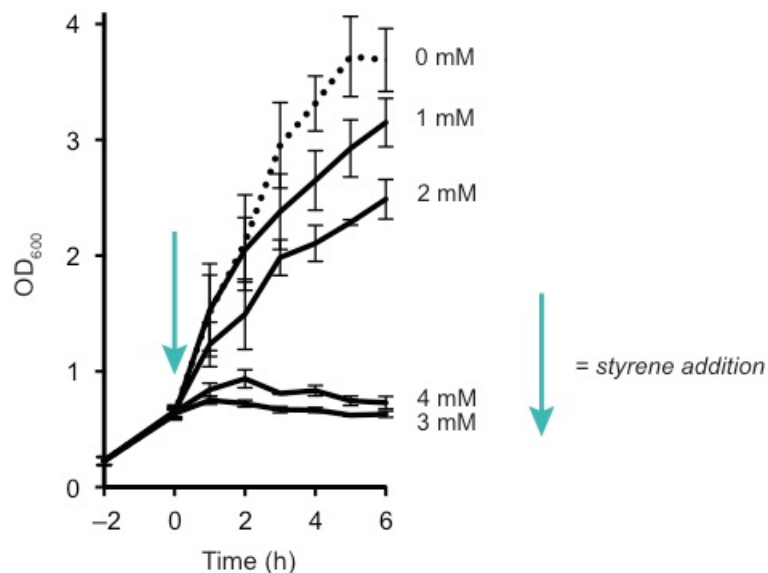 4
3
2
1
0
OD600
0 mM
1 mM
2 mM
4 mM
3 mM
= styrene addition
–2 0 2 4 6
Time (h)